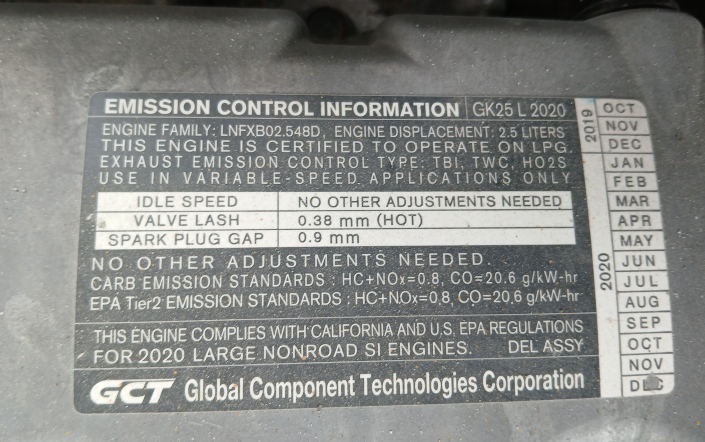 EMISSION CONTROL INFORMATION GK25 L 2020
ENGINE FAMILY: LNFXB02.548D, ENGINE DISPLACEMENT: 2.5 LITERS
THIS ENGINE IS CERTIFIED TO OPERATE ON LPG.
EXHAUST EMISSION CONTROL TYPE: TBI, TWC, HO2S
USE IN VARIABLE-SPEED APPLICATIONS ONLY
IDLE SPEED NO OTHER ADJUSTMENTS NEEDED
VALVE LASH 0.38 mm (HOT)
SPARK PLUG GAP 0.9 mm
NO OTHER ADJUSTMENTS NEEDED.
CARB EMISSION STANDARDS : HC+NOx=0.8, CO=20.6 g/kW-hr
EPA Tier2 EMISSION STANDARDS : HC+NOx=0.8, CO=20.6 g/kW-hr
THIS ENGINE COMPLIES WITH CALIFORNIA AND U.S. EPA REGULATIONS
FOR 2020 LARGE NONROAD SI ENGINES. DEL ASSY
GCT Global Component Technologies Corporation
2019
OCT
NOV
DEC
2020
JAN
FEB
MAR
APR
MAY
JUN
JUL
AUG
SEP
OCT
NOV
DEC